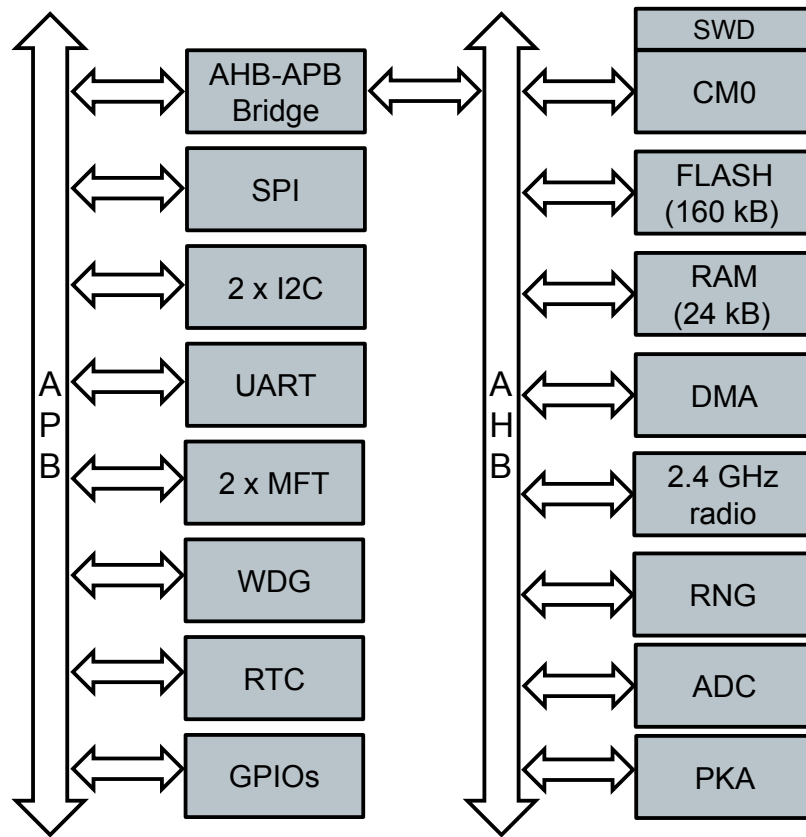 AHB-APB
Bridge
SPI
2 x I2C
UART
2 x MFT
WDG
RTC
GPIOs
A
P
B
A
H
B
SWD
CM0
FLASH
(160 kB)
RAM
(24 kB)
DMA
2.4 GHz
radio
RNG
ADC
PKA